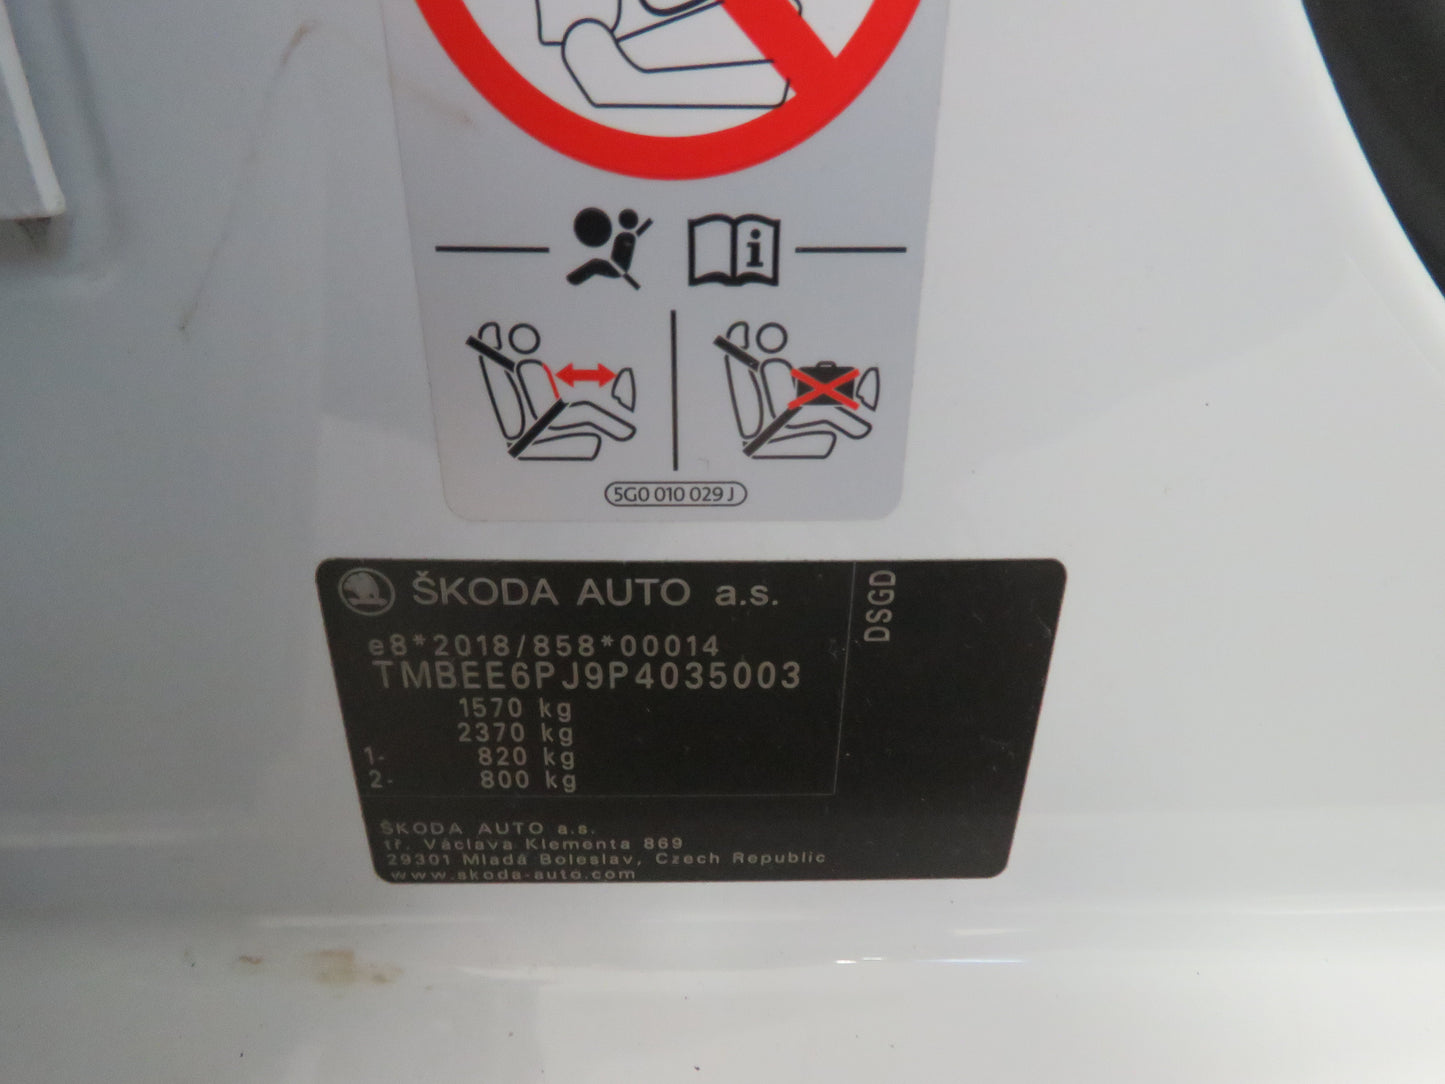 i
5G0 010 029 J
ŠKODA AUTO a.s.
DSGD
e8*2018/858*00014
TMBEE6PJ9P4035003
1570 kg
2370 kg
1- 820 kg
2- 800 kg
ŠKODA AUTO a.s.
tř. Václava Klementa 869
29301 Mladá Boleslav, Czech Republic
www.skoda-auto.com